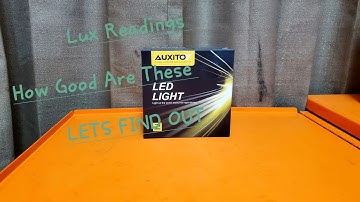 Lux Readings
How Good Are These
LETS FIND OUT
AUXITO
LED
LIGHT